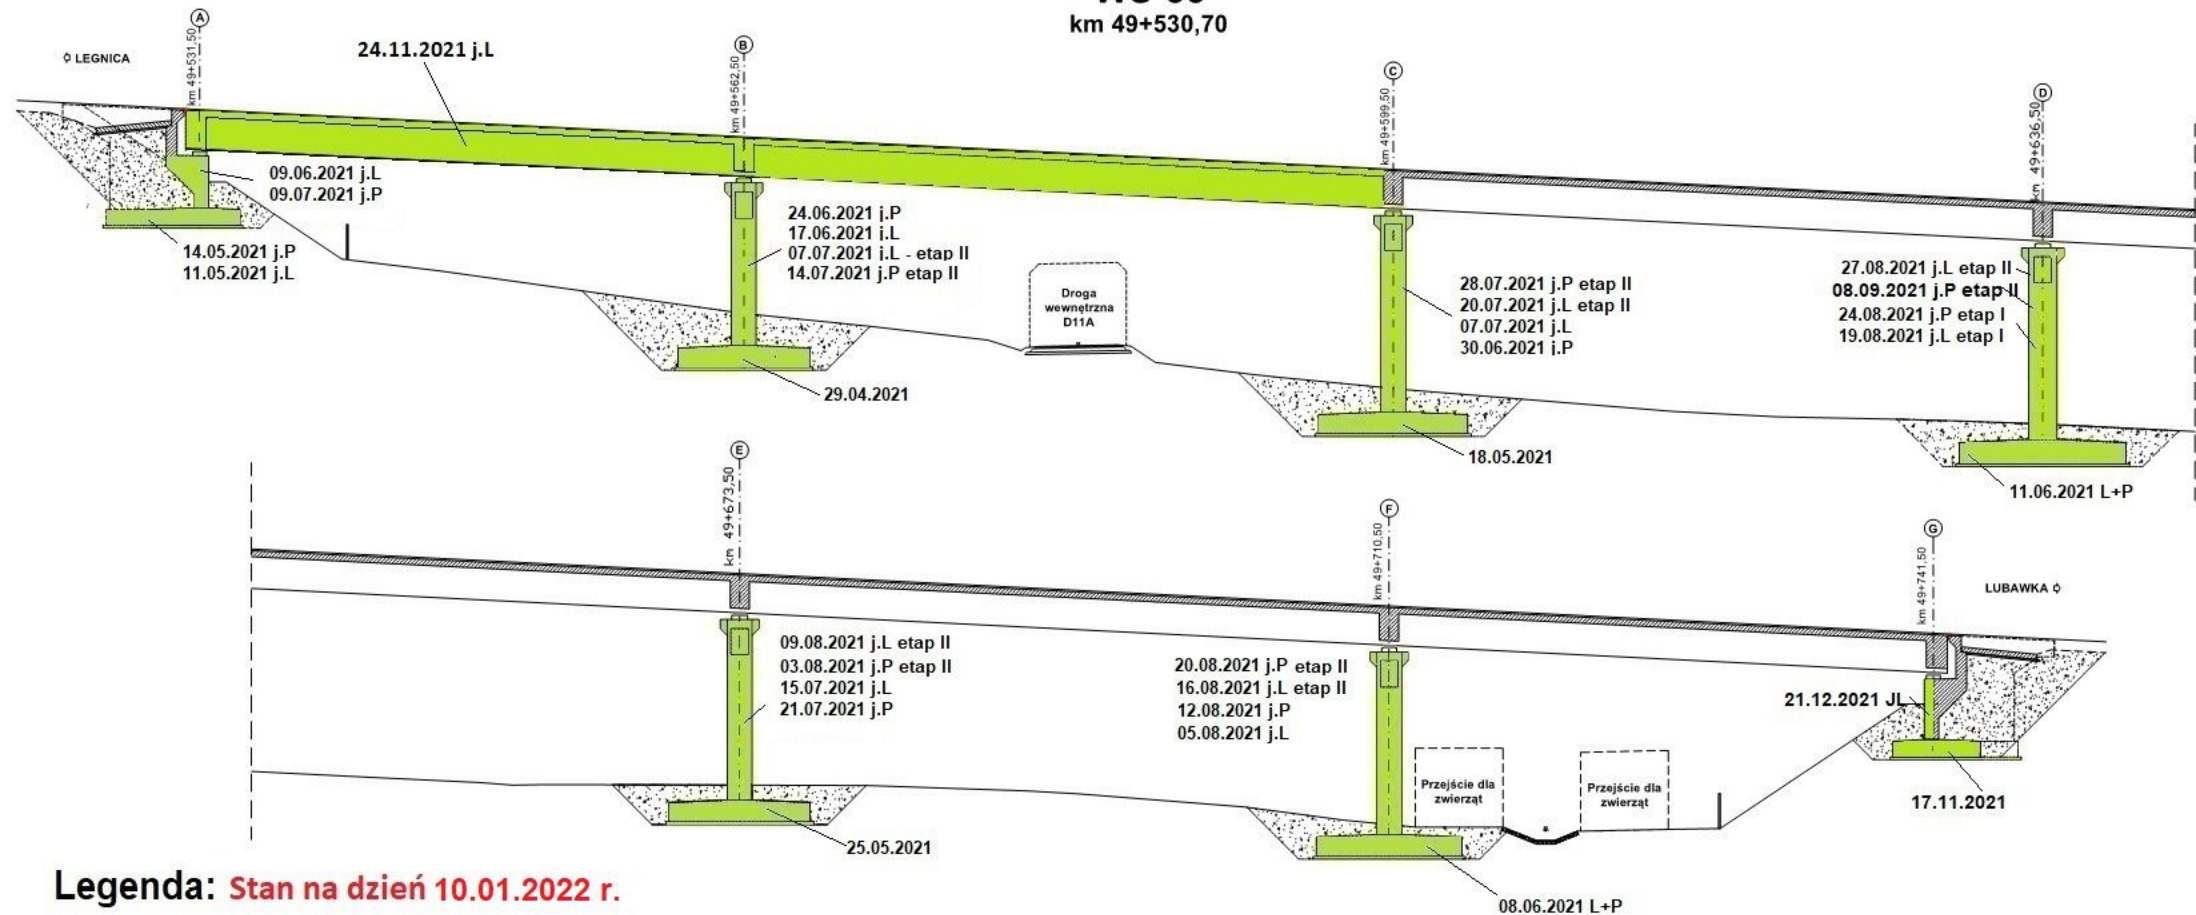 km 49+530,70
A
B
C
D
LEGNICA
24.11.2021 j.L
km 49+531,50
km 49+562,50
km 49+599,50
km 49+636,50
09.06.2021 j.L
09.07.2021 j.P
14.05.2021 j.P
11.05.2021 j.L
24.06.2021 j.P
17.06.2021 j.L
07.07.2021 j.L - etap II
14.07.2021 j.P etap II
29.04.2021
Droga
wewnętrzna
D11A
28.07.2021 j.P etap II
20.07.2021 j.L etap II
07.07.2021 j.L
30.06.2021 j.P
18.05.2021
27.08.2021 j.L etap II
08.09.2021 j.P etap II
24.08.2021 j.P etap I
19.08.2021 j.L etap I
11.06.2021 L+P
E
F
G
km 49+673,50
km 49+710,50
km 49+741,50
LUBAWKA
09.08.2021 j.L etap II
03.08.2021 j.P etap II
15.07.2021 j.L
21.07.2021 j.P
25.05.2021
20.08.2021 j.P etap II
16.08.2021 j.L etap II
12.08.2021 j.P
05.08.2021 j.L
Przejście dla
zwierząt
Przejście dla
zwierząt
08.06.2021 L+P
21.12.2021 JL
17.11.2021
Legenda: Stan na dzień 10.01.2022 r.